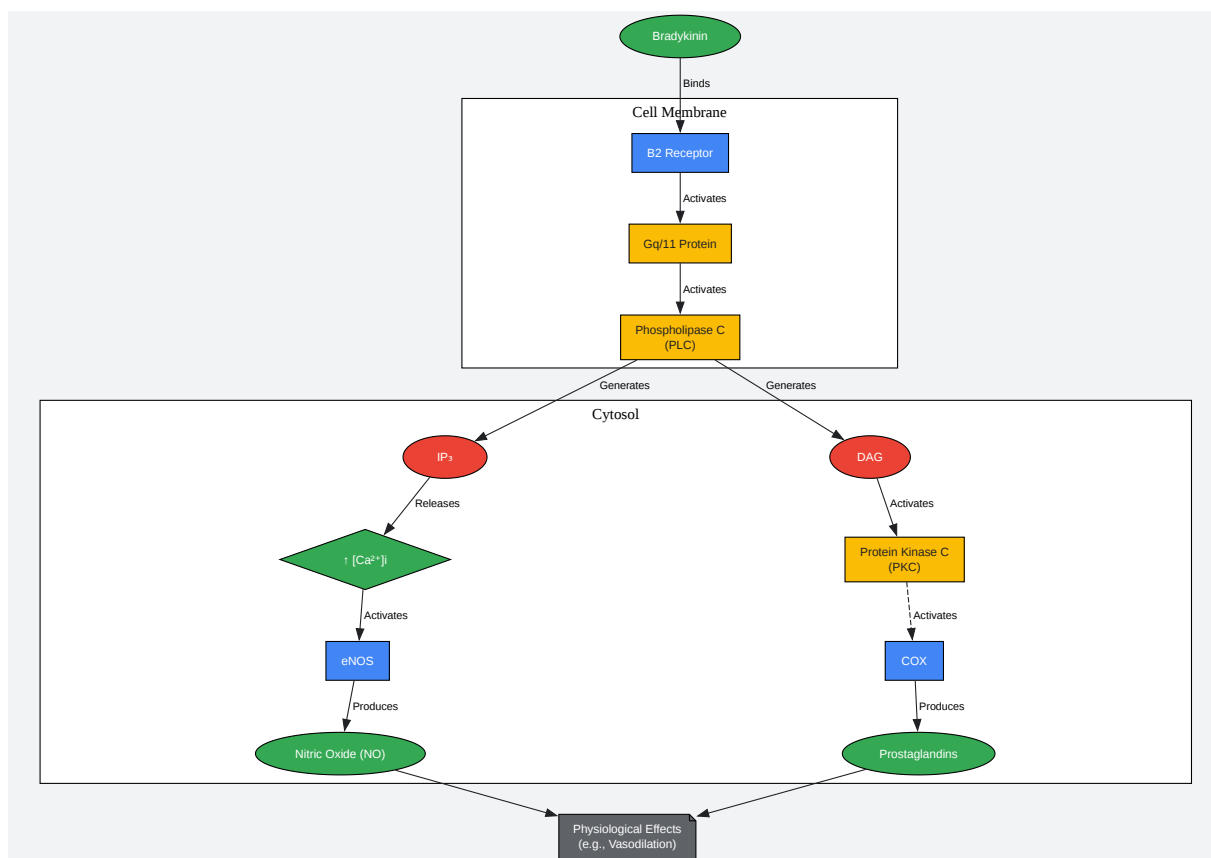 Bradykinin
Binds
Cell Membrane
B2 Receptor
Activates
Gq/11 Protein
Activates
Phospholipase C
(PLC)
Generates
Generates
Cytosol
IP₃
DAG
Releases
Activates
↑ [Ca²⁺]i
Protein Kinase C
(PKC)
Activates
Activates
eNOS
COX
Produces
Produces
Nitric Oxide (NO)
Prostaglandins
Physiological Effects
(e.g., Vasodilation)